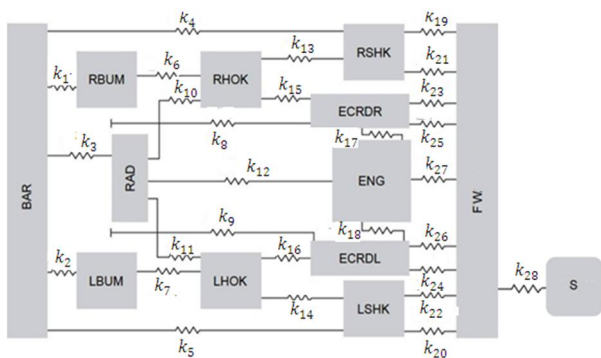 k4
k19
k13
RSHK
k1
RBUM
k6
RHOK
k21
k10
k15
ECRDR
k23
k3
k8
k17
k25
BAR
RAD
k12
ENG
k27
FW
k9
k18
k26
k2
LBUM
k7
k11
LHOK
k16
ECRDL
k24
k28
S
k14
LSHK
k22
k5
k20